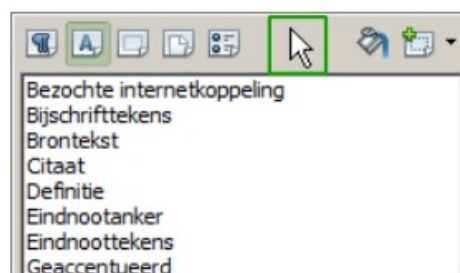 Bezochte internetkoppeling
Bijschrifttekens
Brontekst
Citaat
Definitie
Eindnootanker
Eindnoottekens
Geaccentueerd